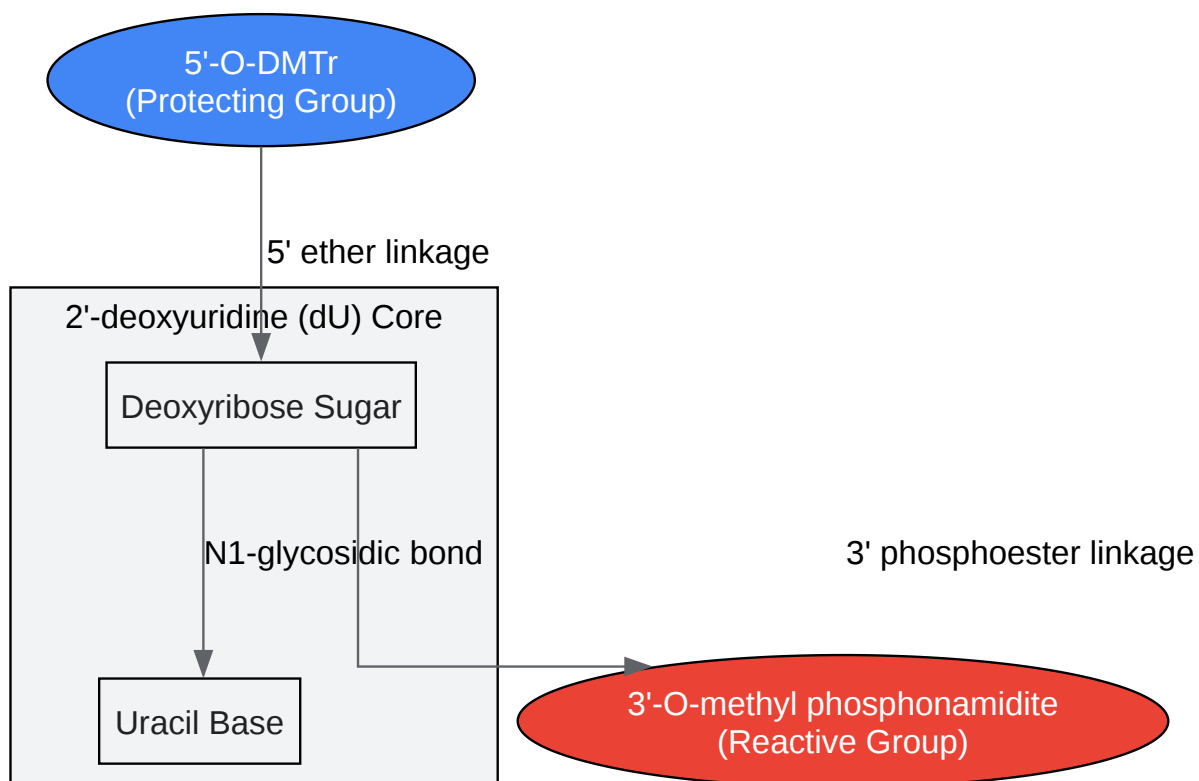 5'-O-DMTr
(Protecting Group)
5' ether linkage
2'-deoxyuridine (dU) Core
Deoxyribose Sugar
N1-glycosidic bond
3' phosphoester linkage
Uracil Base
3'-O-methyl phosphonamidite
(Reactive Group)